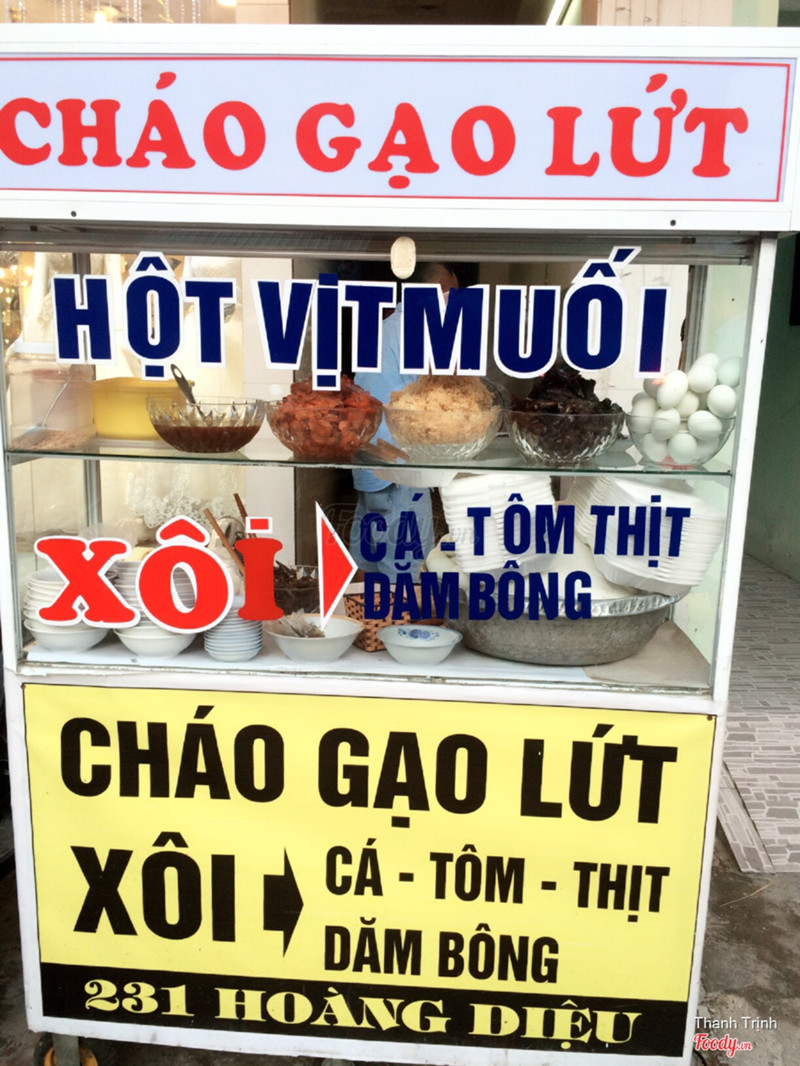 CHÁO GẠO LỨT
HỘT VỊT MUỐI
XÔI CÁ - TÔM THỊT
DĂM BÔNG
CHÁO GẠO LỨT
XÔI CÁ - TÔM - THỊT
DĂM BÔNG
231 HOÀNG DIỆU
Thanh Trinh
Foody.vn